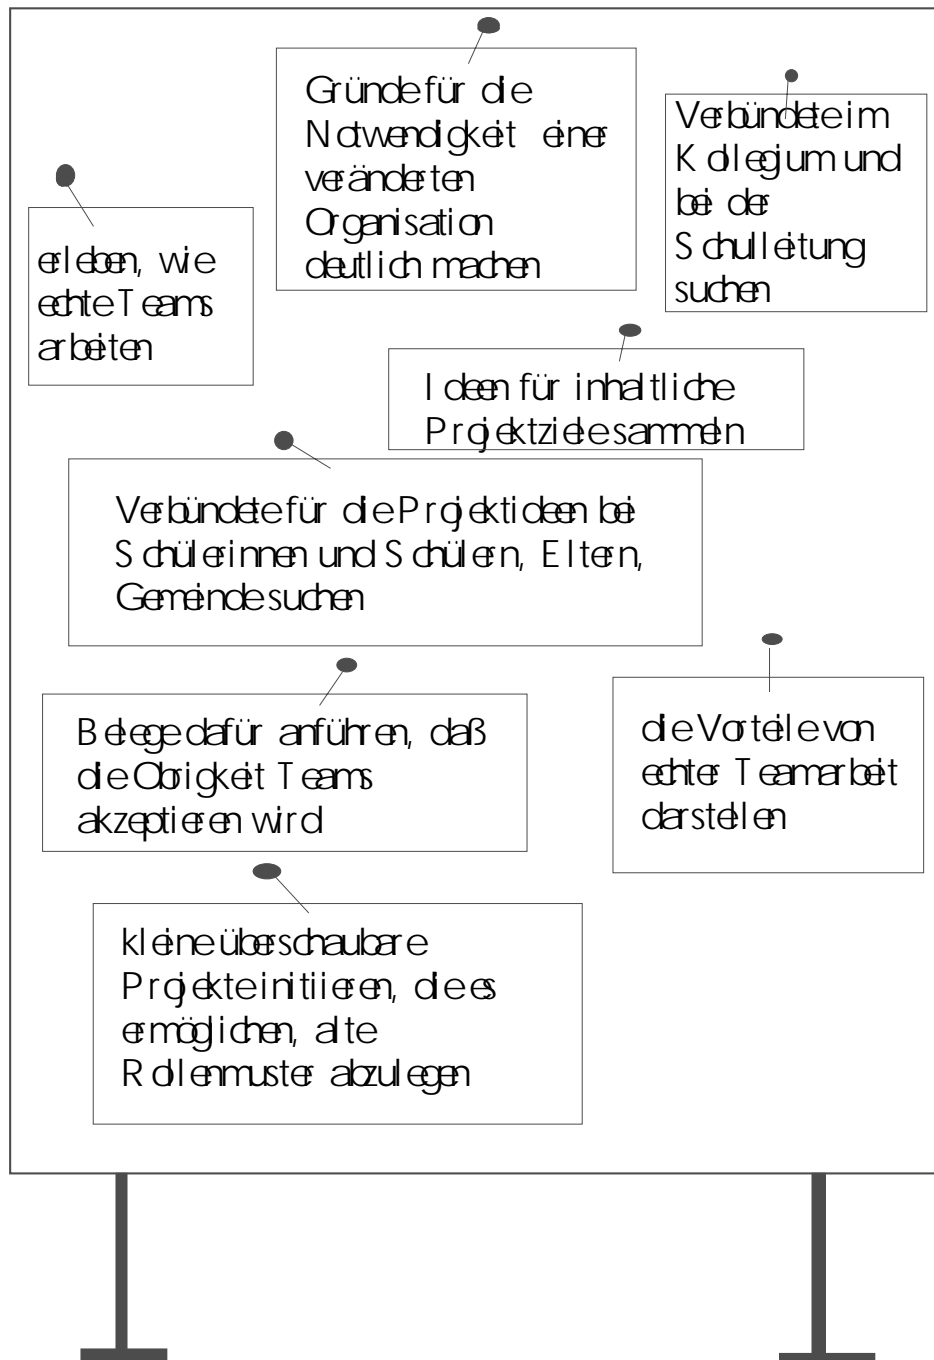 Gründe für die
Notwendigkeit einer
veränderten
Organisation
deutlich machen
Verbündete im
Kollegium und
bei der
Schulleitung
suchen
erleben, wie
echte Teams
arbeiten
Ideen für inhaltliche
Projektziele sammeln
Verbündete für die Projektideen bei
Schülerinnen und Schülern, Eltern,
Gemeinde suchen
Belege dafür anführen, daß
die Obrigkeit Teams
akzeptieren wird
die Vorteile von
echter Teamarbeit
darstellen
kleine überschaubare
Projekte initiieren, die es
ermöglichen, alte
Rollenmuster abzulegen